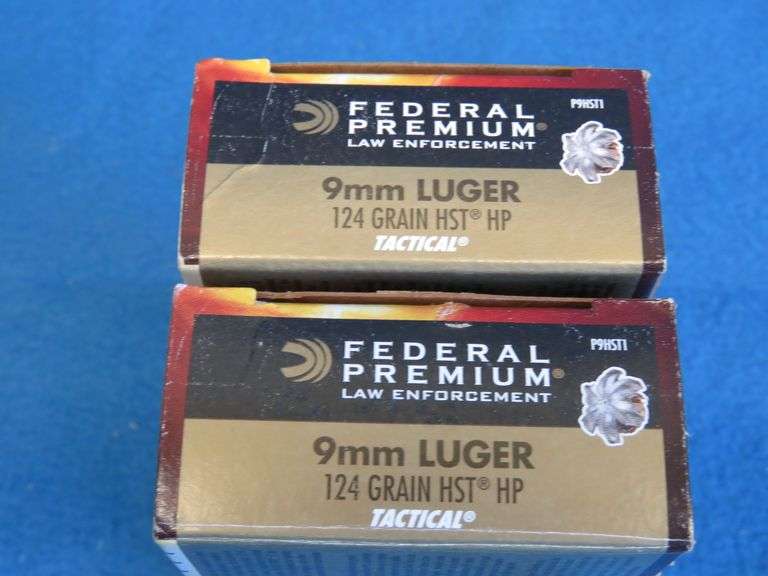 P9HST1
FEDERAL
PREMIUM®
LAW ENFORCEMENT
9mm LUGER
124 GRAIN HST® HP
TACTICAL®
P9HST1
FEDERAL
PREMIUM®
LAW ENFORCEMENT
9mm LUGER
124 GRAIN HST® HP
TACTICAL®